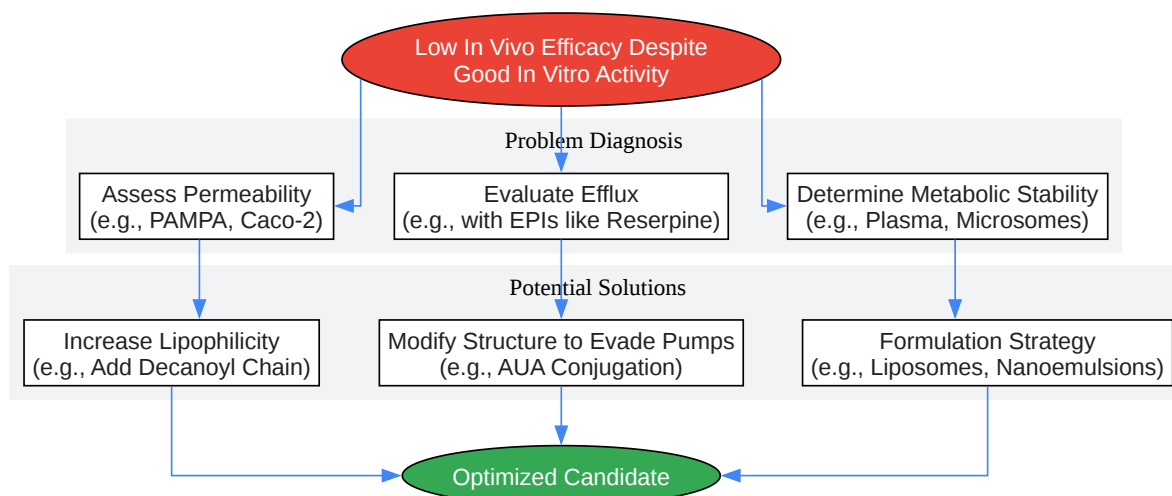 Low In Vivo Efficacy Despite
Good In Vitro Activity
Problem Diagnosis
Assess Permeability
(e.g., PAMPA, Caco-2)
Evaluate Efflux
(e.g., with EPIs like Reserpine)
Determine Metabolic Stability
(e.g., Plasma, Microsomes)
Potential Solutions
Increase Lipophilicity
(e.g., Add Decanoyl Chain)
Modify Structure to Evade Pumps
(e.g., AUA Conjugation)
Formulation Strategy
(e.g., Liposomes, Nanoemulsions)
Optimized Candidate